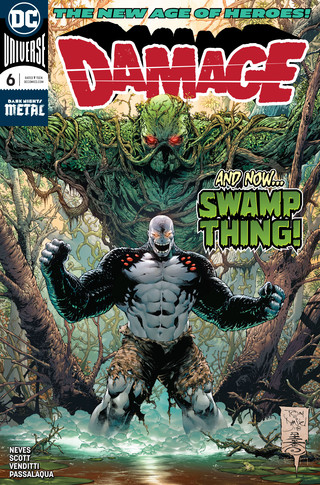 THE NEW AGE OF HEROES!
DC
UNIVERSE
DAMAGE
6
DARK NIGHTS
METAL
AND NOW...
SWAMP
THING!
NEVES
SCOTT
VENDITTI
PASSALAQUA